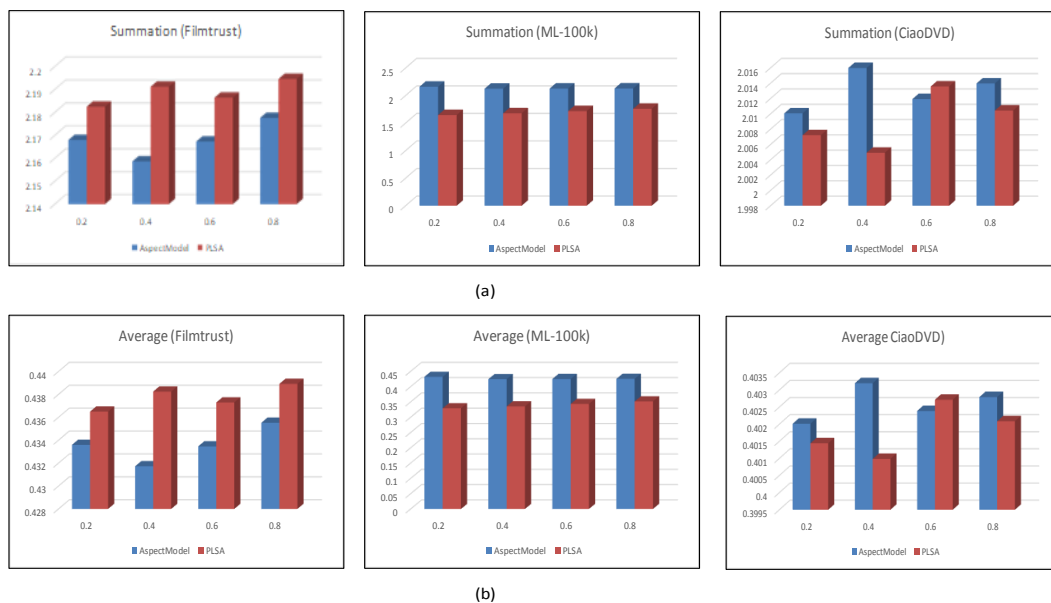 Summation (Filmtrust)
2.2
2.19
2.18
2.17
2.16
2.15
2.14
0.2 0.4 0.6 0.8
AspectModel PLSA
Summation (ML-100k)
2.5
2
1.5
1
0.5
0
0.2 0.4 0.6 0.8
AspectModel PLSA
Summation (CiaoDVD)
2.016
2.014
2.012
2.01
2.008
2.006
2.004
2.002
2
1.998
0.2 0.4 0.6 0.8
AspectModel PLSA
(a)
Average (Filmtrust)
0.44
0.438
0.436
0.434
0.432
0.43
0.428
0.2 0.4 0.6 0.8
AspectModel PLSA
Average (ML-100k)
0.45
0.4
0.35
0.3
0.25
0.2
0.15
0.1
0.05
0
0.2 0.4 0.6 0.8
AspectModel PLSA
Average CiaoDVD)
0.4035
0.403
0.4025
0.402
0.4015
0.401
0.4005
0.4
0.3995
0.2 0.4 0.6 0.8
AspectModel PLSA
(b)